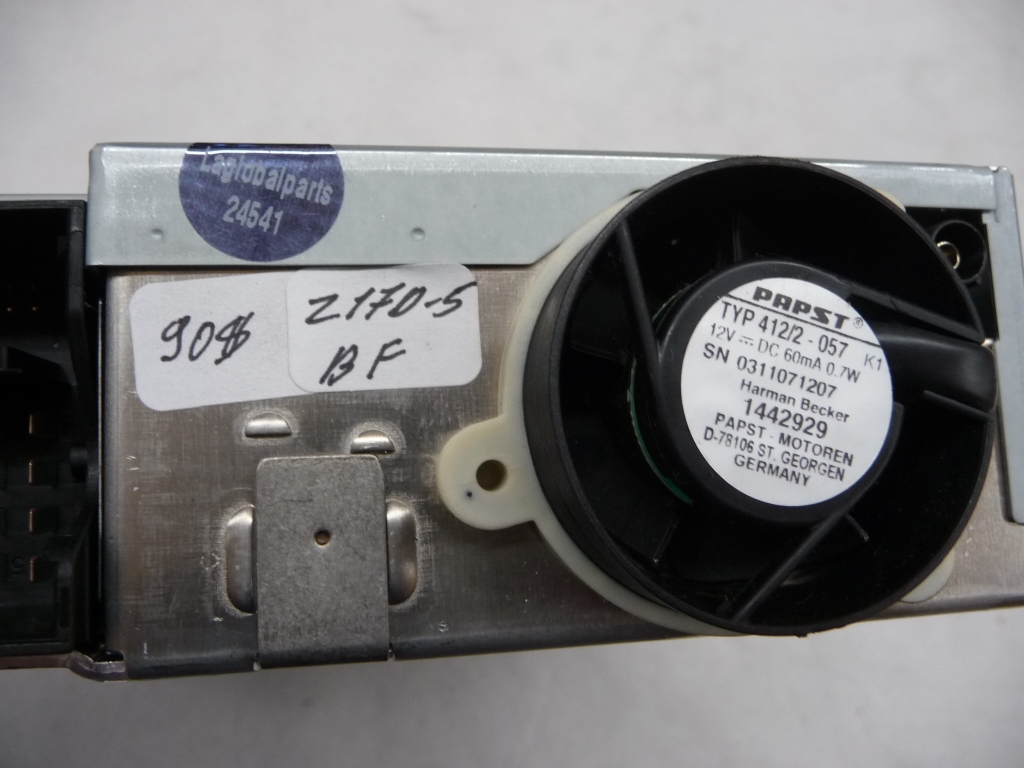 Laglobalparts
24541
90$
Z170-5
BF
PAPST®
TYP 412/2 - 057 K1
12V ⎓ DC 60mA 0.7W
SN 0311071207
Harman Becker
1442929
PAPST - MOTOREN
D-78106 ST. GEORGEN
GERMANY